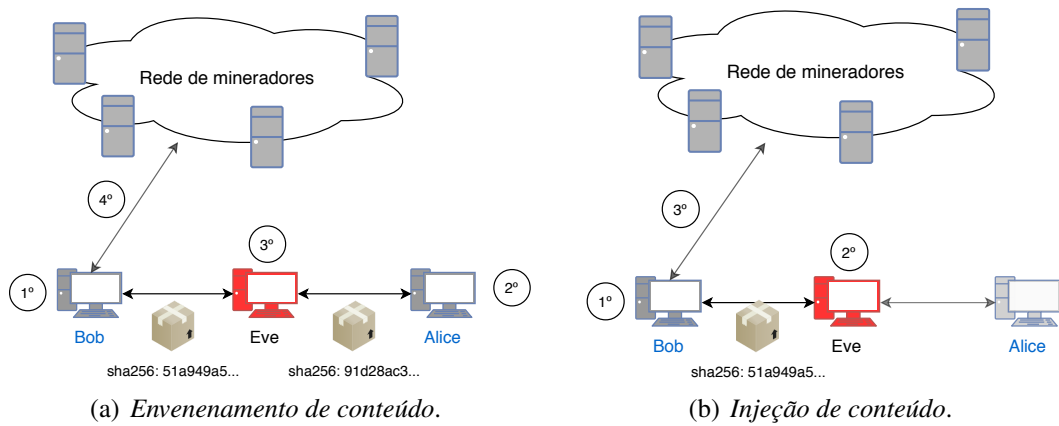 Rede de mineradores
4º
3º
1º
2º
Bob
Eve
Alice
sha256: 51a949a5...
sha256: 91d28ac3...
(a) Envenenamento de conteúdo.
Rede de mineradores
3º
2º
1º
Bob
Eve
Alice
sha256: 51a949a5...
(b) Injeção de conteúdo.